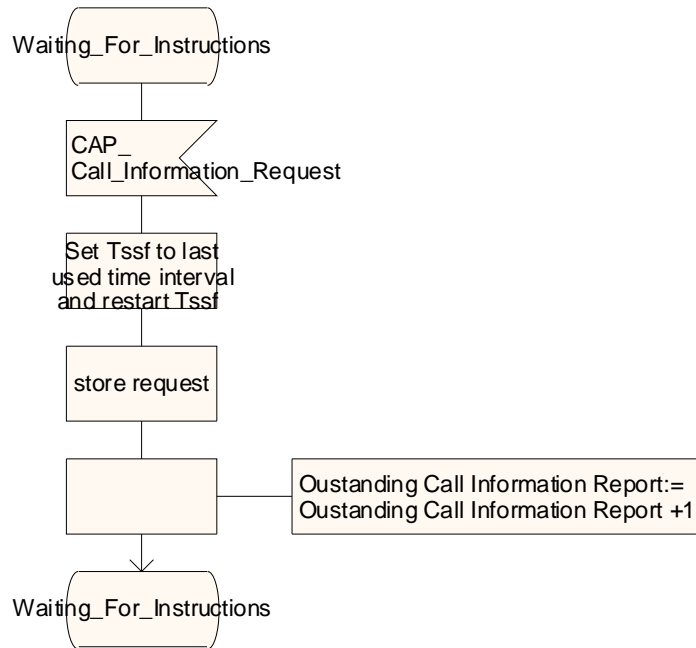 Waiting_For_Instructions
CAP_
Call_Information_Request
Set Tssf to last
used time interval
and restart Tssf
store request
Oustanding Call Information Report:=
Oustanding Call Information Report +1
Waiting_For_Instructions